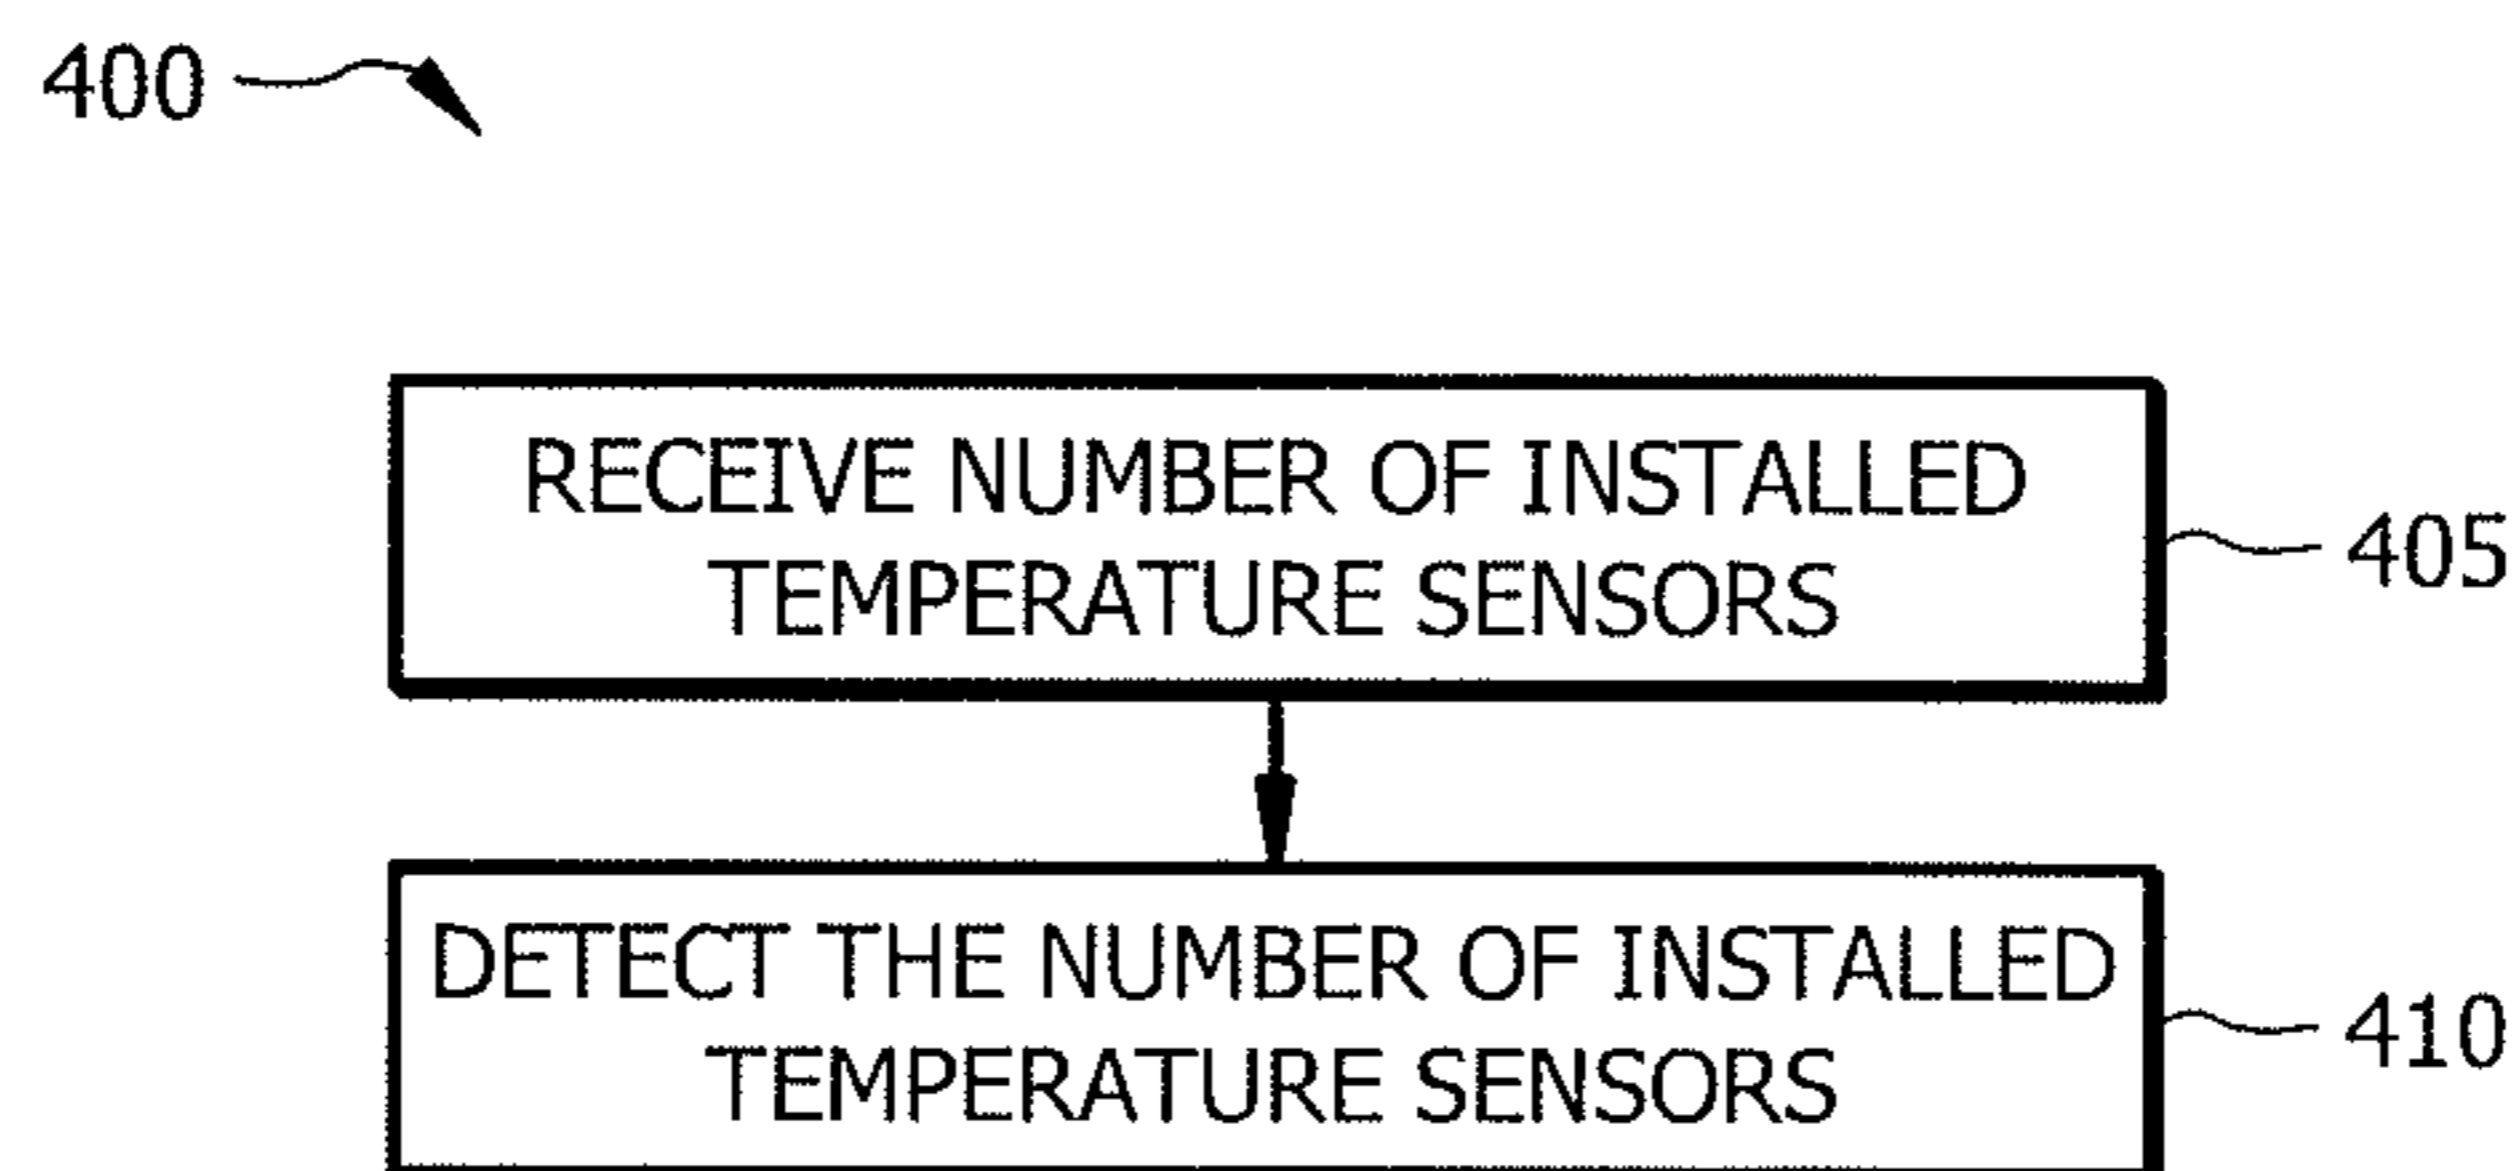 400
RECEIVE NUMBER OF INSTALLED
TEMPERATURE SENSORS
405
DETECT THE NUMBER OF INSTALLED
TEMPERATURE SENSORS
410